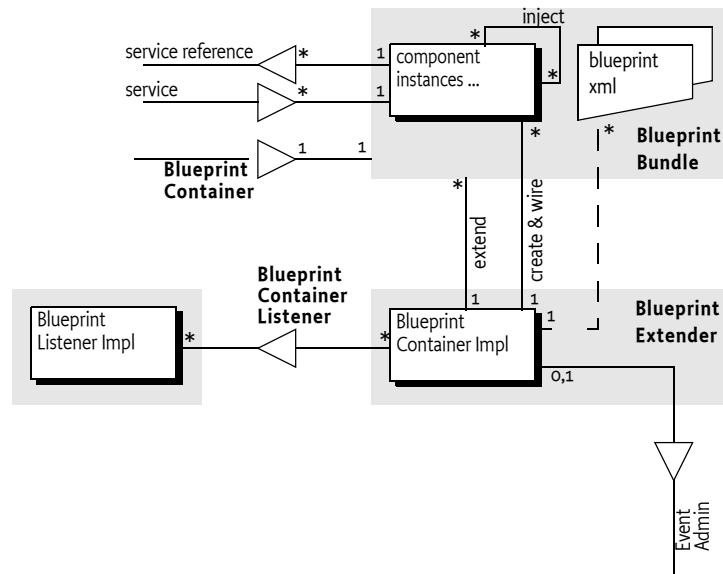 inject
service reference
*
1
*
component
instances ...
*
blueprint
xml
service
*
1
*
*
Blueprint
Bundle
1
1
Blueprint
Container
*
extend
create & wire
Blueprint
Container
Listener
1
1
1
Blueprint
Extender
Blueprint
Listener Impl
*
*
Blueprint
Container Impl
0,1
Event
Admin